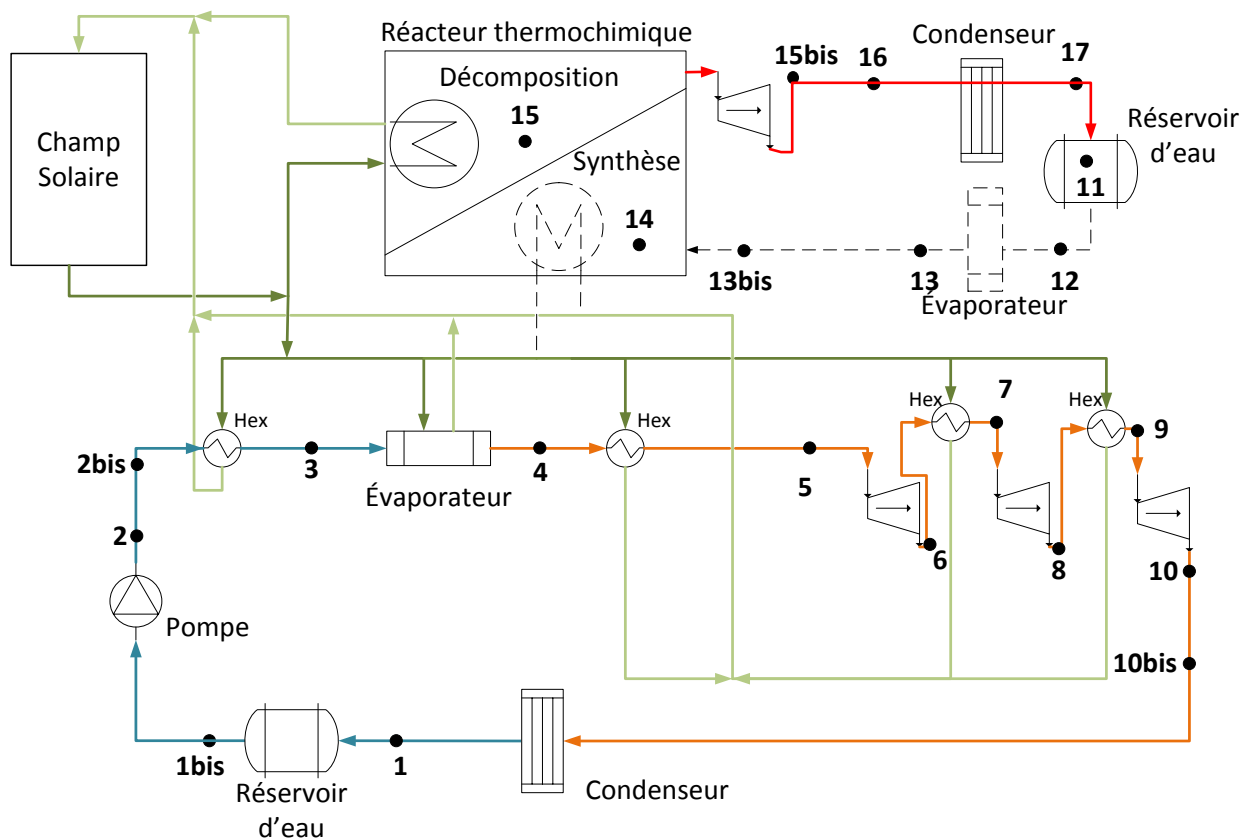 Réacteur thermochimique
Condenseur
15bis
16
17
Décomposition
15
Champ
Solaire
Synthèse
Réservoir
d'eau
11
14
13bis
13
12
Évaporateur
Hex
Hex
Hex
Hex
7
9
2bis
3
4
5
Évaporateur
2
6
8
10
Pompe
10bis
1bis
1
Réservoir
d'eau
Condenseur